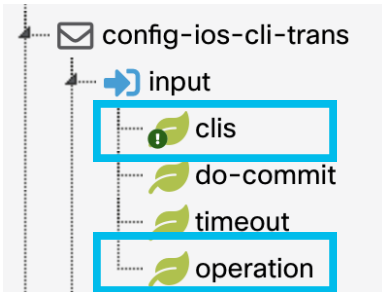 config-ios-cli-trans
input
clis
do-commit
timeout
operation